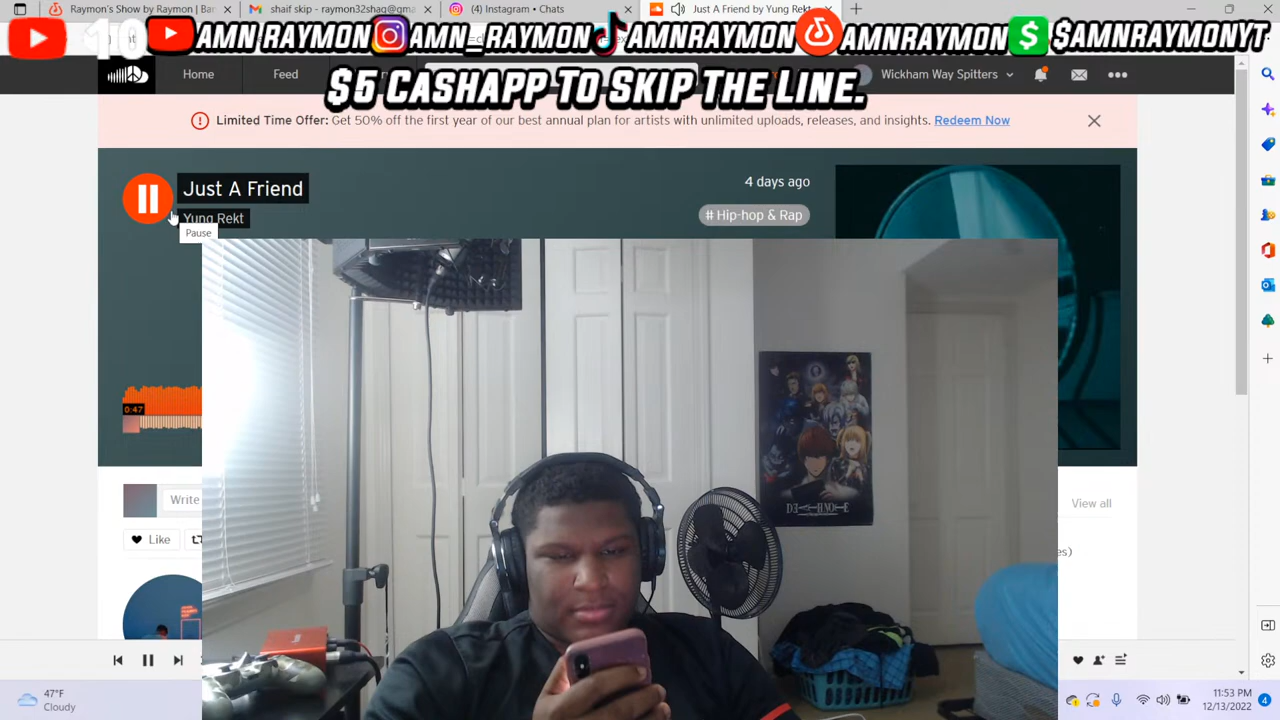 Raymon's Show by Raymon | Ban
shaif skip - raymon32shaq@gma
(4) Instagram • Chats
Just A Friend by Yung Rekt
10
AMN RAYMON
AMN_RAYMON
AMNRAYMON
AMNRAYMON
$AMNRAYMONYT
Home
Feed
Wickham Way Spitters
$5 CASHAPP TO SKIP THE LINE.
Limited Time Offer: Get 50% off the first year of our best annual plan for artists with unlimited uploads, releases, and insights. Redeem Now
Just A Friend
4 days ago
Yung Rekt
# Hip-hop & Rap
Pause
0:47
DEATH NOTE
Write
View all
Like
47°F
Cloudy
11:53 PM
12/13/2022
4